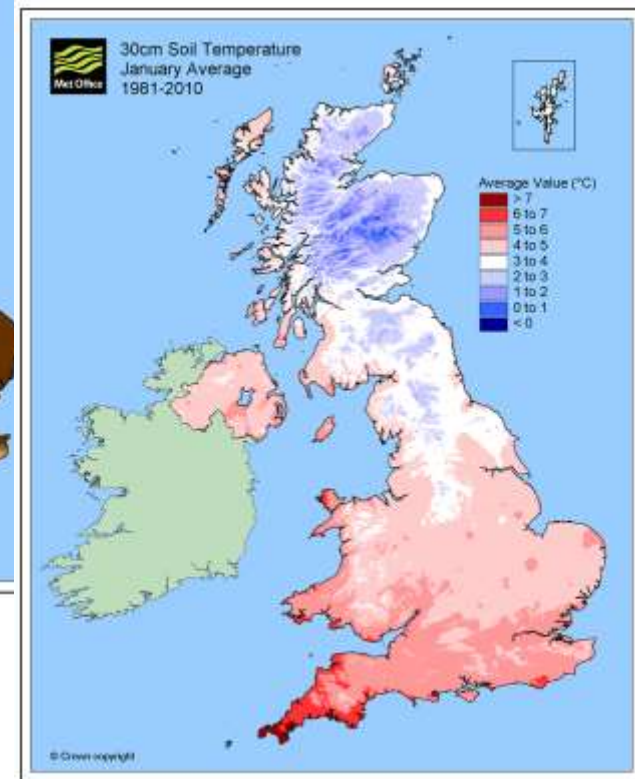 Met Office
30cm Soil Temperature
January Average
1981-2010
Average Value (°C)
> 7
6 to 7
5 to 6
4 to 5
3 to 4
2 to 3
1 to 2
0 to 1
< 0
© Crown copyright